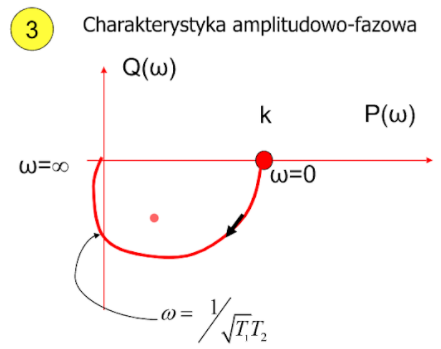 3
Charakterystyka amplitudowo-fazowa
Q(ω)
k
P(ω)
ω=∞
ω=0
ω = 1/√T₁T₂